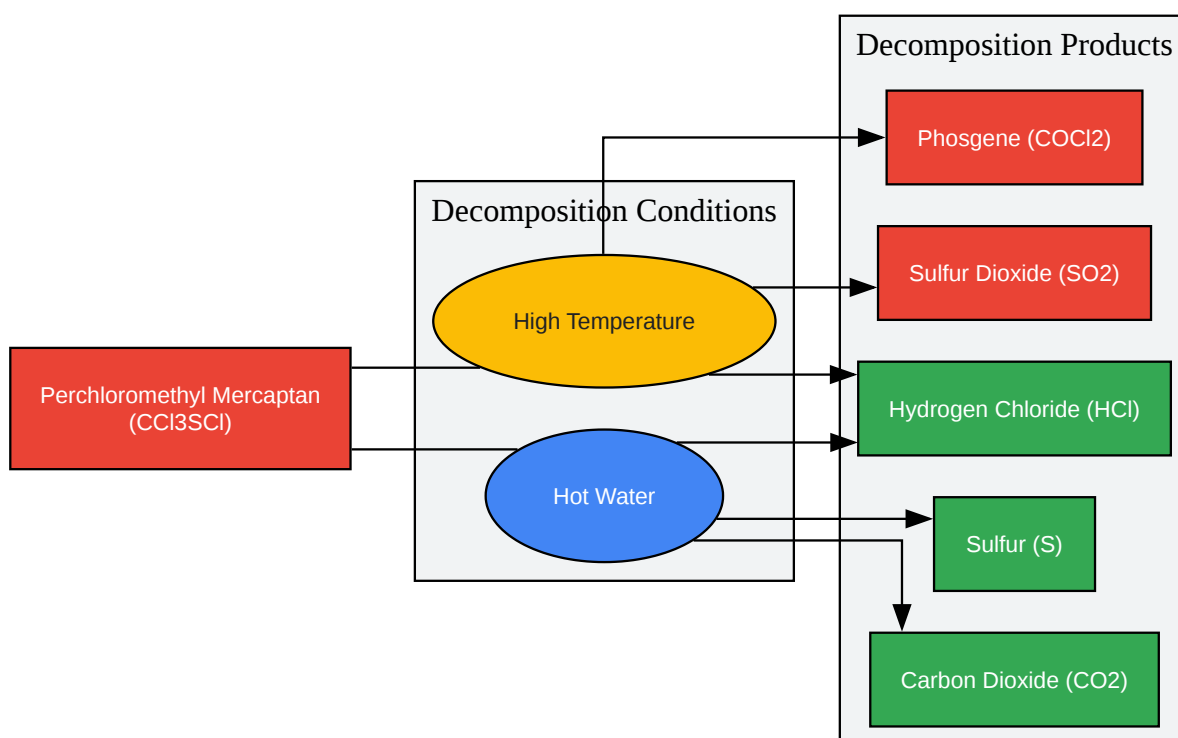 Decomposition Products
Phosgene (COCl2)
Decomposition Conditions
Sulfur Dioxide (SO2)
High Temperature
Perchloromethyl Mercaptan
(CCl3SCl)
Hydrogen Chloride (HCl)
Hot Water
Sulfur (S)
Carbon Dioxide (CO2)